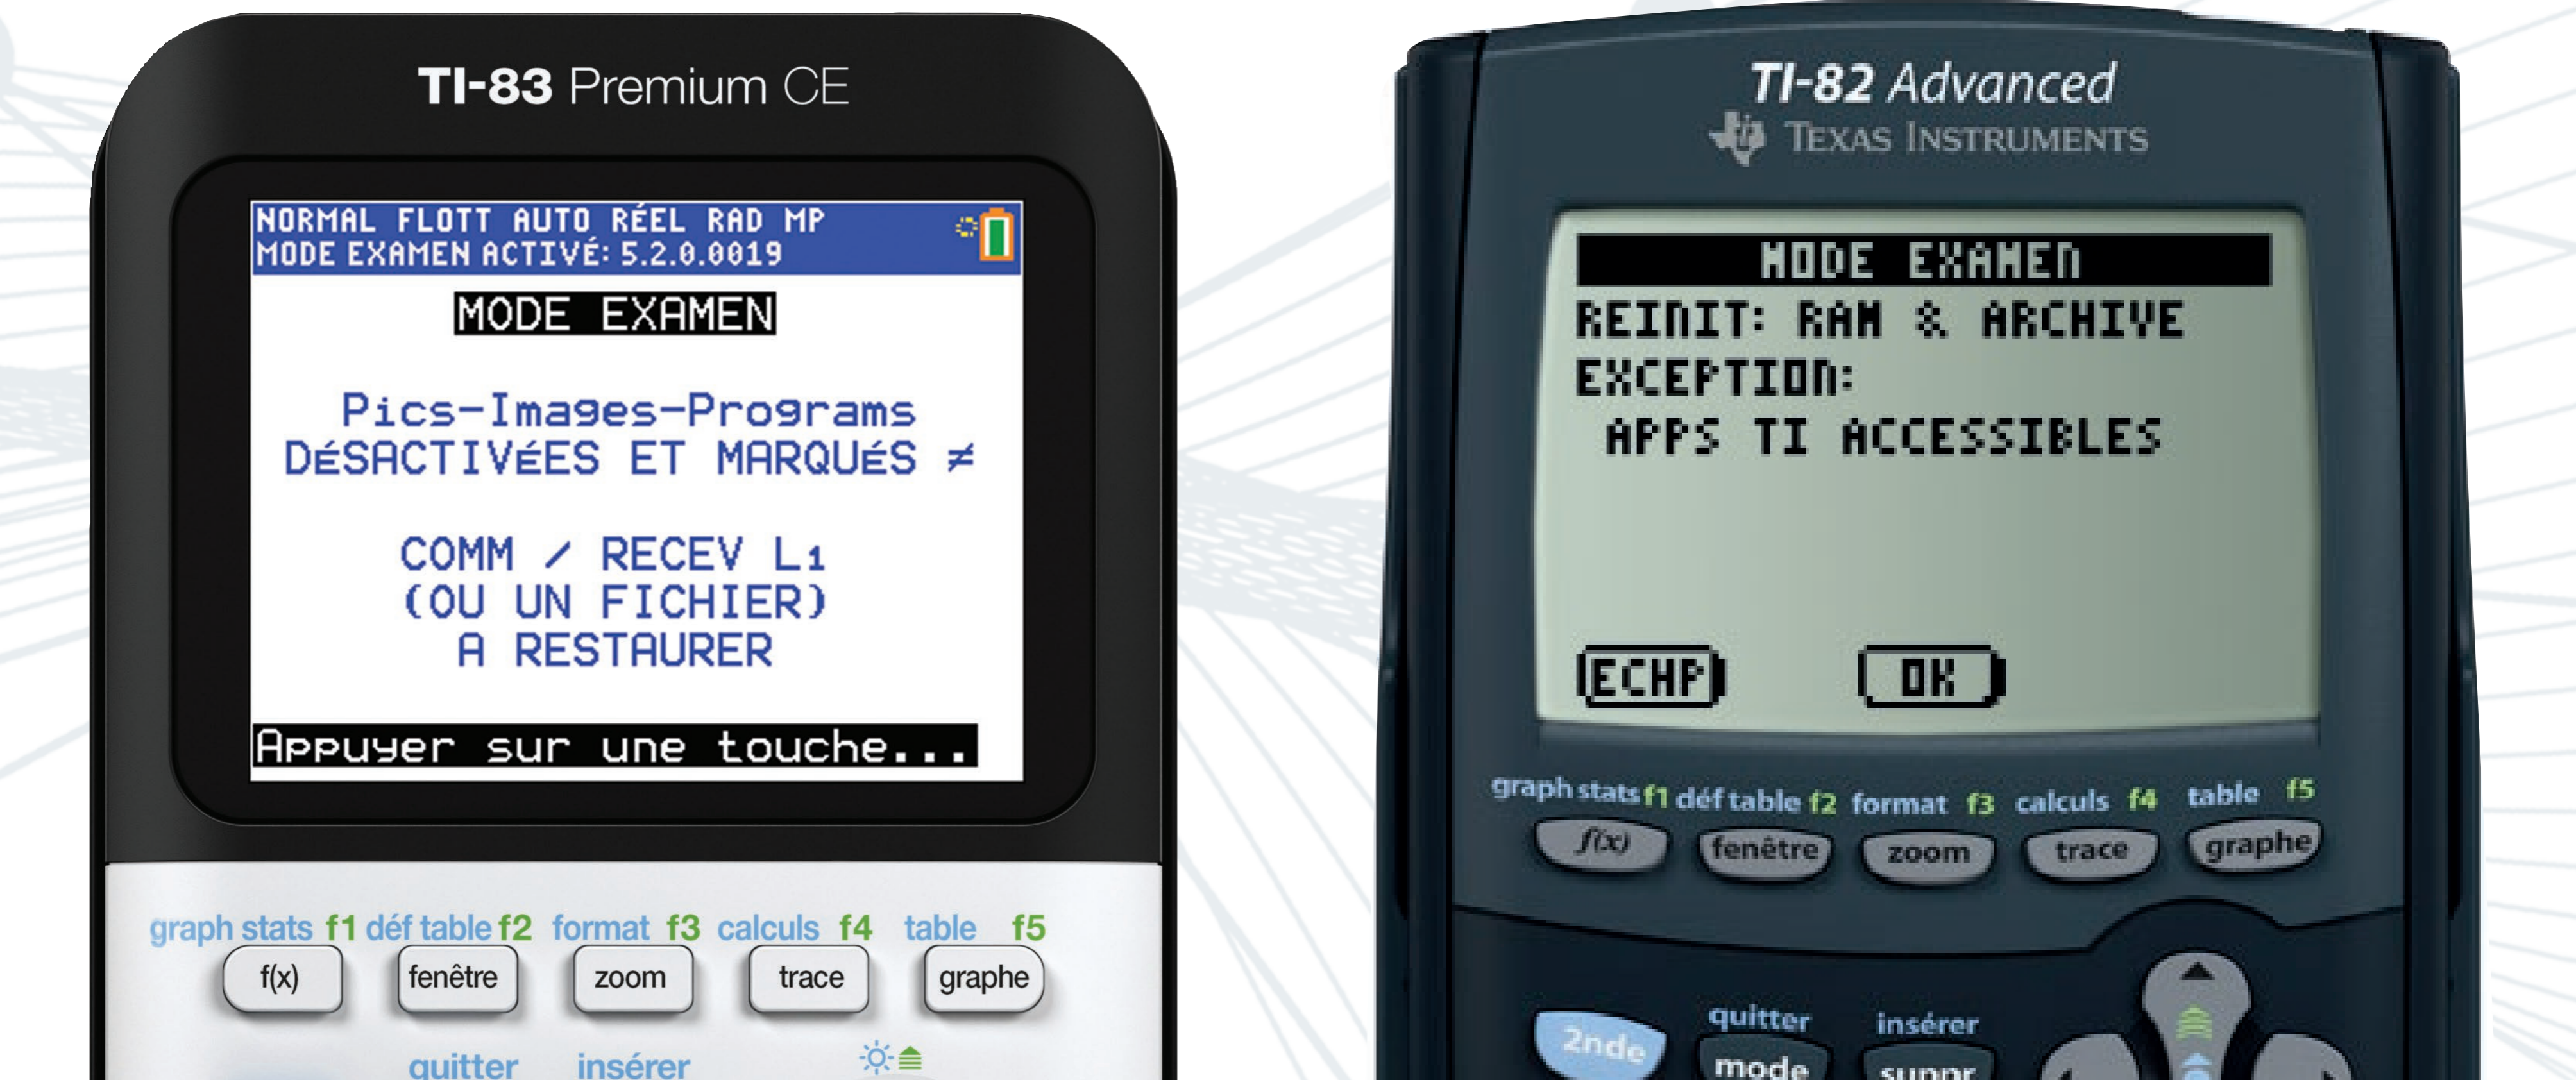 TI-83 Premium CE
NORMAL FLOTT AUTO RÉEL RAD MP
MODE EXAMEN ACTIVÉ: 5.2.0.0019
MODE EXAMEN
Pics-Images-Programs
DéSACTIVéES ET MARQUéS ≠
COMM / RECEV L1
(OU UN FICHIER)
A RESTAURER
Appuyer sur une touche...
graph stats f1 déf table f2 format f3 calculs f4 table f5
f(x) fenêtre zoom trace graphe
quitter insérer
TI-82 Advanced
TEXAS INSTRUMENTS
MODE EXAMEN
REINIT: RAM & ARCHIVE
EXCEPTION:
APPS TI ACCESSIBLES
ECHP OK
graph stats f1 déf table f2 format f3 calculs f4 table f5
f(x) fenêtre zoom trace graphe
quitter insérer
2nde mode suppr